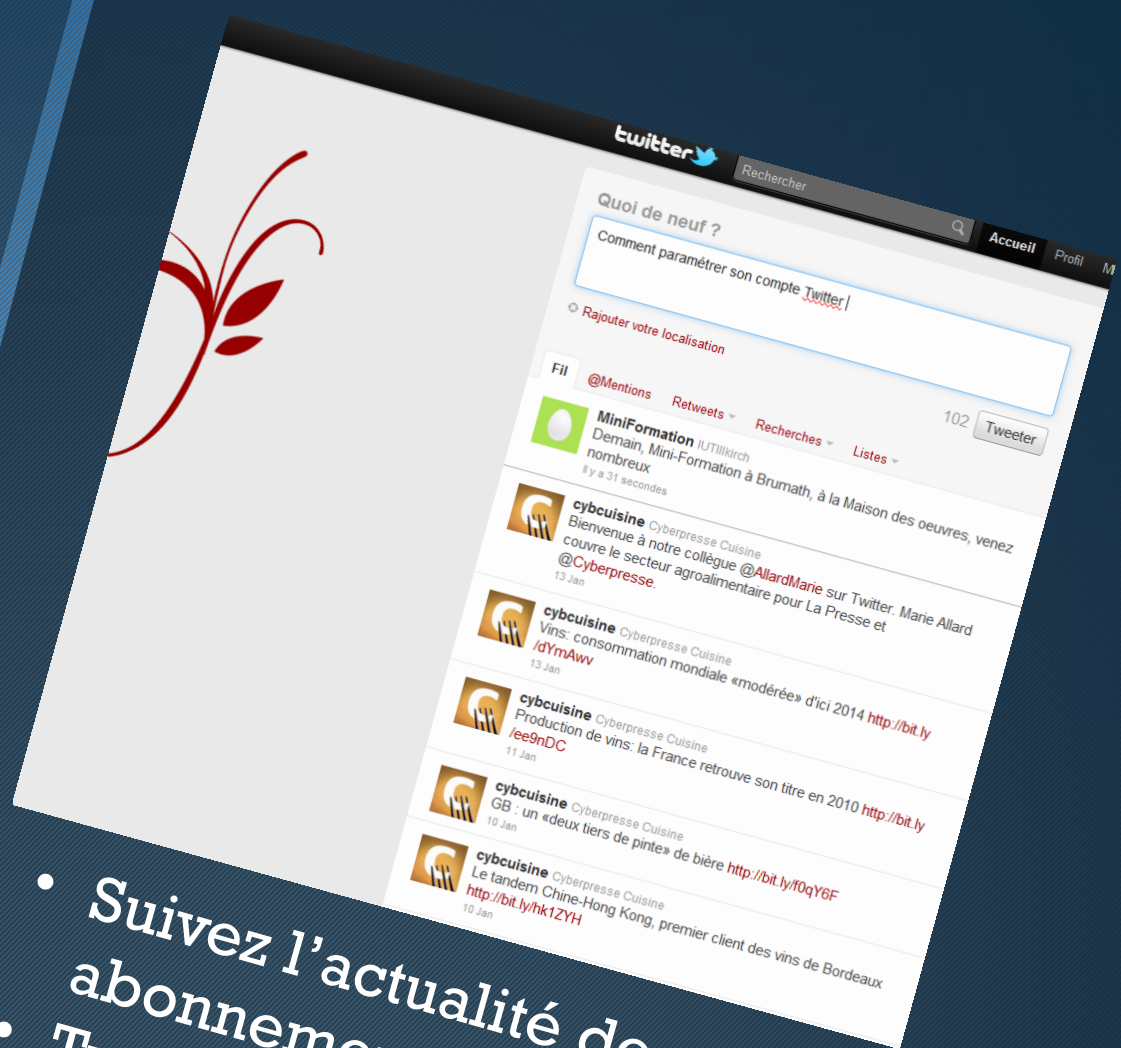 twitter
Rechercher
Accueil Profil
Quoi de neuf ?
Comment paramétrer son compte Twitter
Rajouter votre localisation
102 Tweeter
Fil @Mentions Retweets Recherches Listes
MiniFormation IUTIllkirch
Demain, Mini-Formation à Brumath, à la Maison des oeuvres, venez
nombreux
Il y a 31 secondes
cybcuisine Cyberpresse Cuisine
Bienvenue à notre collègue @AllardMarie sur Twitter. Marie Allard
couvre le secteur agroalimentaire pour La Presse et
@Cyberpresse.
13 Jan
cybcuisine Cyberpresse Cuisine
Vins: consommation mondiale «modérée» d'ici 2014 http://bit.ly
/dYmAwv
13 Jan
cybcuisine Cyberpresse Cuisine
Production de vins: la France retrouve son titre en 2010 http://bit.ly
/ee9nDC
11 Jan
cybcuisine Cyberpresse Cuisine
GB : un «deux tiers de pinte» de bière http://bit.ly/f0qY6F
10 Jan
cybcuisine Cyberpresse Cuisine
Le tandem Chine-Hong Kong, premier client des vins de Bordeaux
http://bit.ly/hk1ZYH
10 Jan
• Suivez l'actualité de